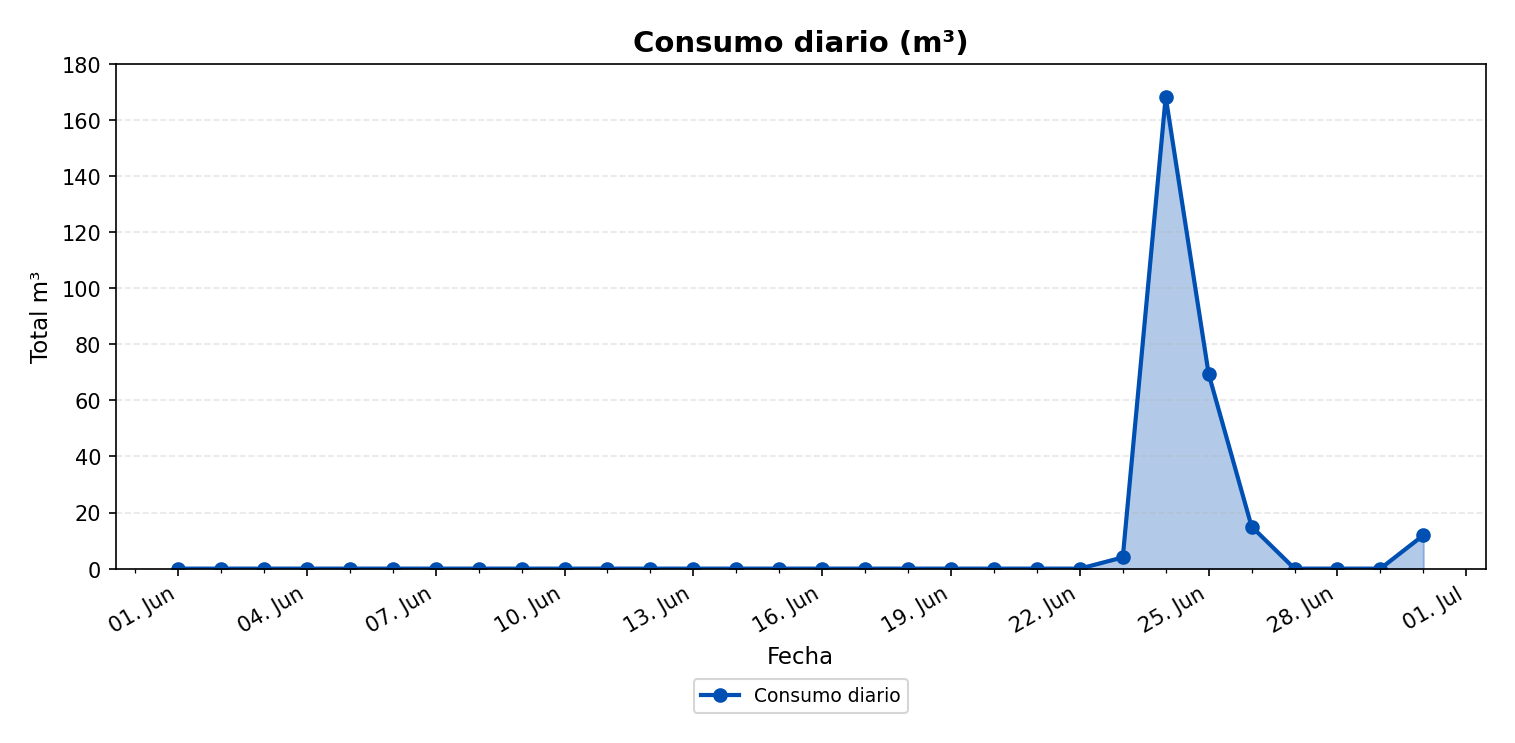 Consumo diario (m³)
Total m³
180
160
140
120
100
80
60
40
20
0
01. Jun
04. Jun
07. Jun
10. Jun
13. Jun
16. Jun
19. Jun
22. Jun
25. Jun
28. Jun
01. Jul
Fecha
Consumo diario